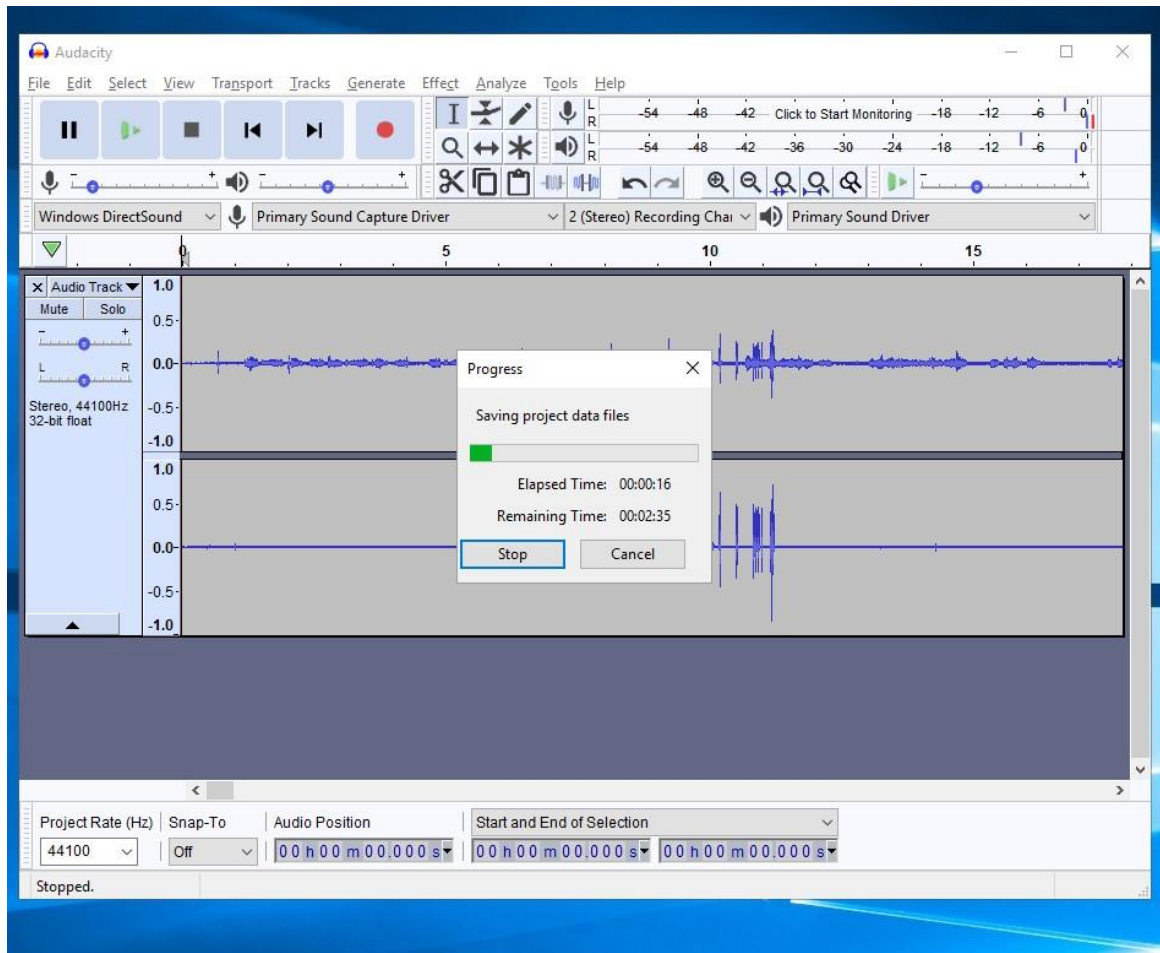 Audacity
File Edit Select View Transport Tracks Generate Effect Analyze Tools Help
L R -54 -48 -42 Click to Start Monitoring -18 -12 -6 0
L R -54 -48 -42 -36 -30 -24 -18 -12 -6 0
- + - + - +
Windows DirectSound Primary Sound Capture Driver 2 (Stereo) Recording Chai Primary Sound Driver
0 5 10 15
Audio Track
Mute Solo
- +
L R
Stereo, 44100Hz
32-bit float
1.0
0.5
0.0
-0.5
-1.0
1.0
0.5
0.0
-0.5
-1.0
Progress
Saving project data files
Elapsed Time: 00:00:16
Remaining Time: 00:02:35
Stop Cancel
Project Rate (Hz) Snap-To Audio Position Start and End of Selection
44100 Off 00 h 00 m 00.000 s 00 h 00 m 00.000 s 00 h 00 m 00.000 s
Stopped.